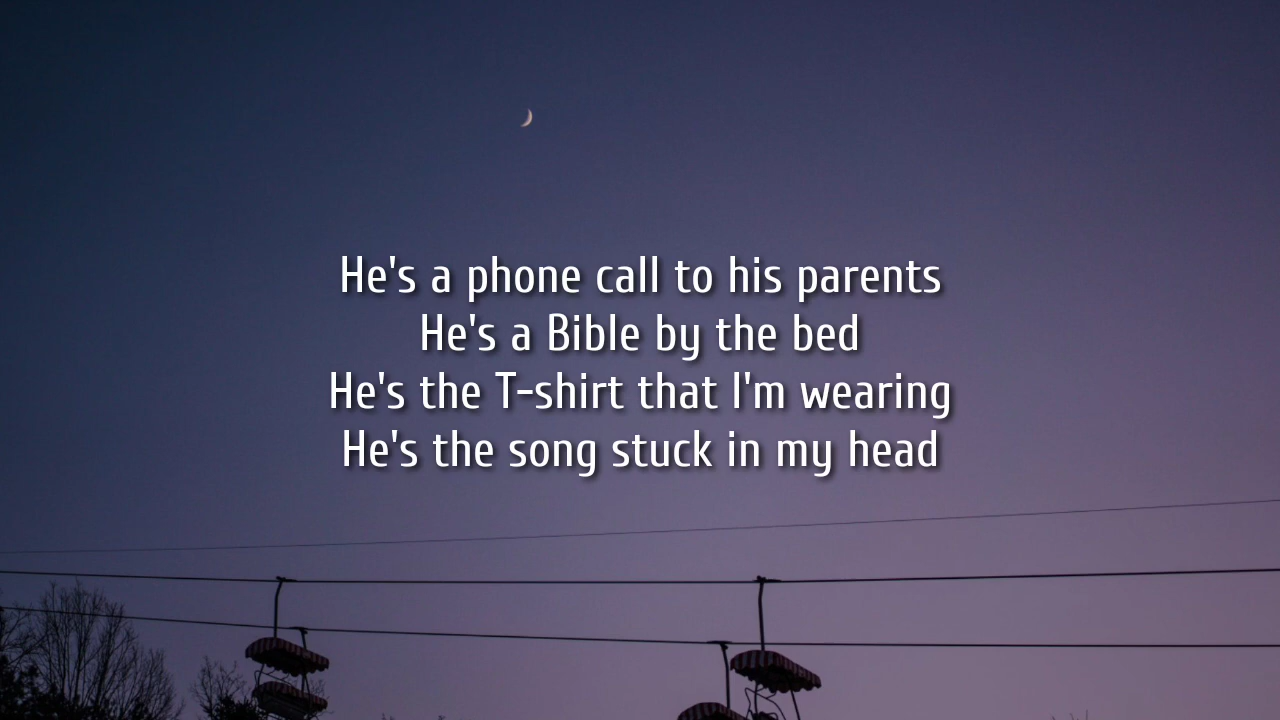 He's a phone call to his parents
He's a Bible by the bed
He's the T-shirt that I'm wearing
He's the song stuck in my head